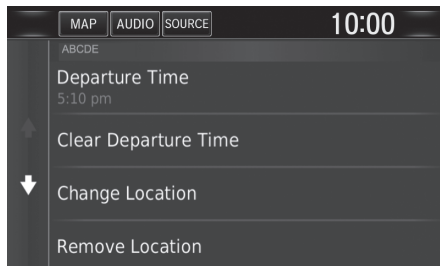 MAP AUDIO SOURCE 10:00
ABCDE
Departure Time
5:10 pm
Clear Departure Time
Change Location
Remove Location